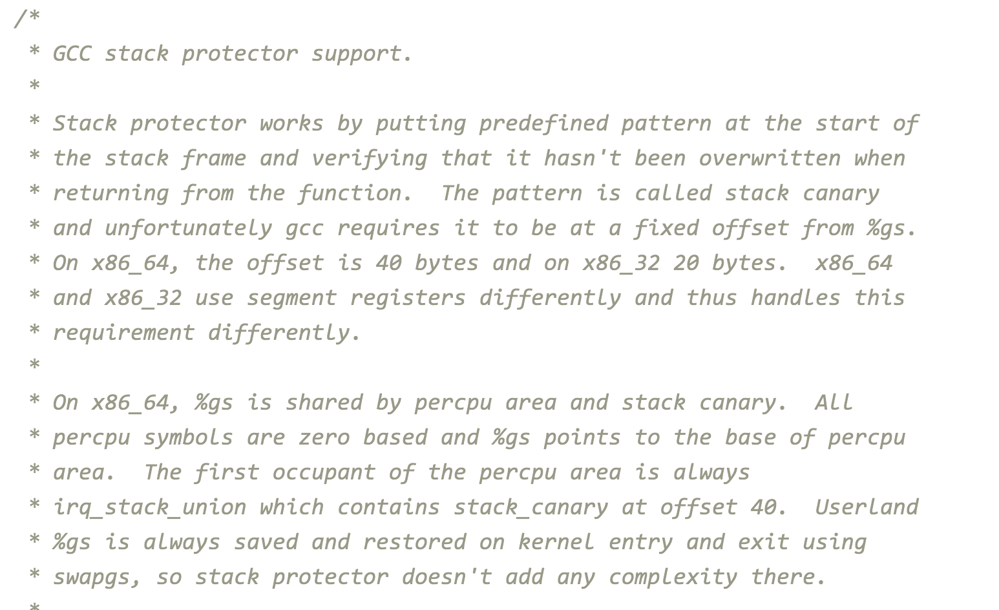 /*
 * GCC stack protector support.
 *
 * Stack protector works by putting predefined pattern at the start of
 * the stack frame and verifying that it hasn't been overwritten when
 * returning from the function.  The pattern is called stack canary
 * and unfortunately gcc requires it to be at a fixed offset from %gs.
 * On x86_64, the offset is 40 bytes and on x86_32 20 bytes.  x86_64
 * and x86_32 use segment registers differently and thus handles this
 * requirement differently.
 *
 * On x86_64, %gs is shared by percpu area and stack canary.  All
 * percpu symbols are zero based and %gs points to the base of percpu
 * area.  The first occupant of the percpu area is always
 * irq_stack_union which contains stack_canary at offset 40.  Userland
 * %gs is always saved and restored on kernel entry and exit using
 * swapgs, so stack protector doesn't add any complexity there.
 *